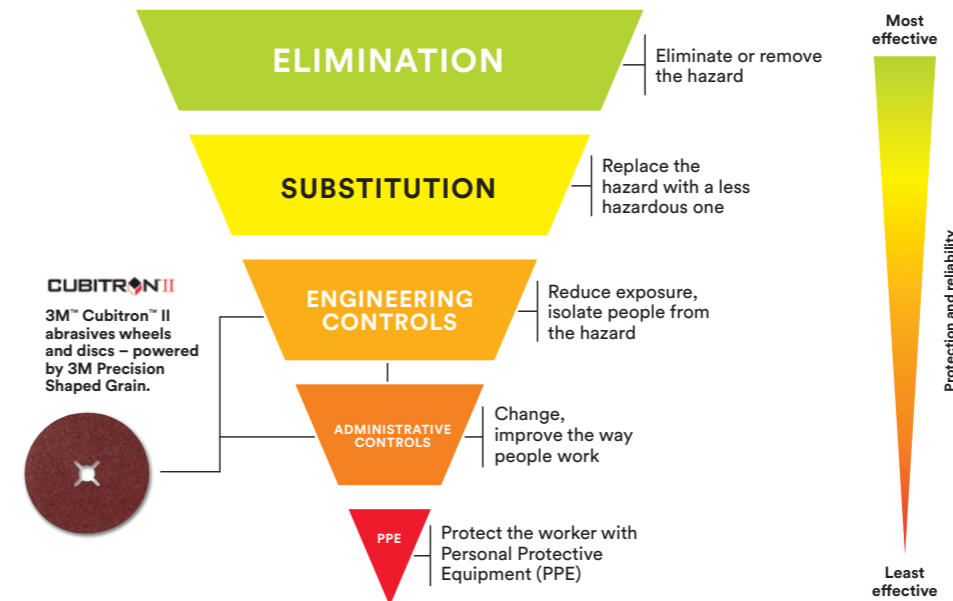 Most
effective
ELIMINATION
Eliminate or remove
the hazard
SUBSTITUTION
Replace the
hazard with a less
hazardous one
Protection and reliability
CUBITRON II
3M™ Cubitron™ II
abrasives wheels
and discs – powered
by 3M Precision
Shaped Grain.
ENGINEERING
CONTROLS
Reduce exposure,
isolate people from
the hazard
ADMINISTRATIVE
CONTROLS
Change,
improve the way
people work
PPE
Protect the worker with
Personal Protective
Equipment (PPE)
Least
effective